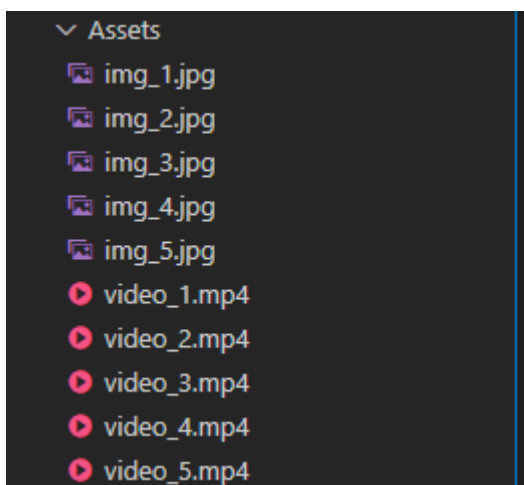 Assets
img_1.jpg
img_2.jpg
img_3.jpg
img_4.jpg
img_5.jpg
video_1.mp4
video_2.mp4
video_3.mp4
video_4.mp4
video_5.mp4